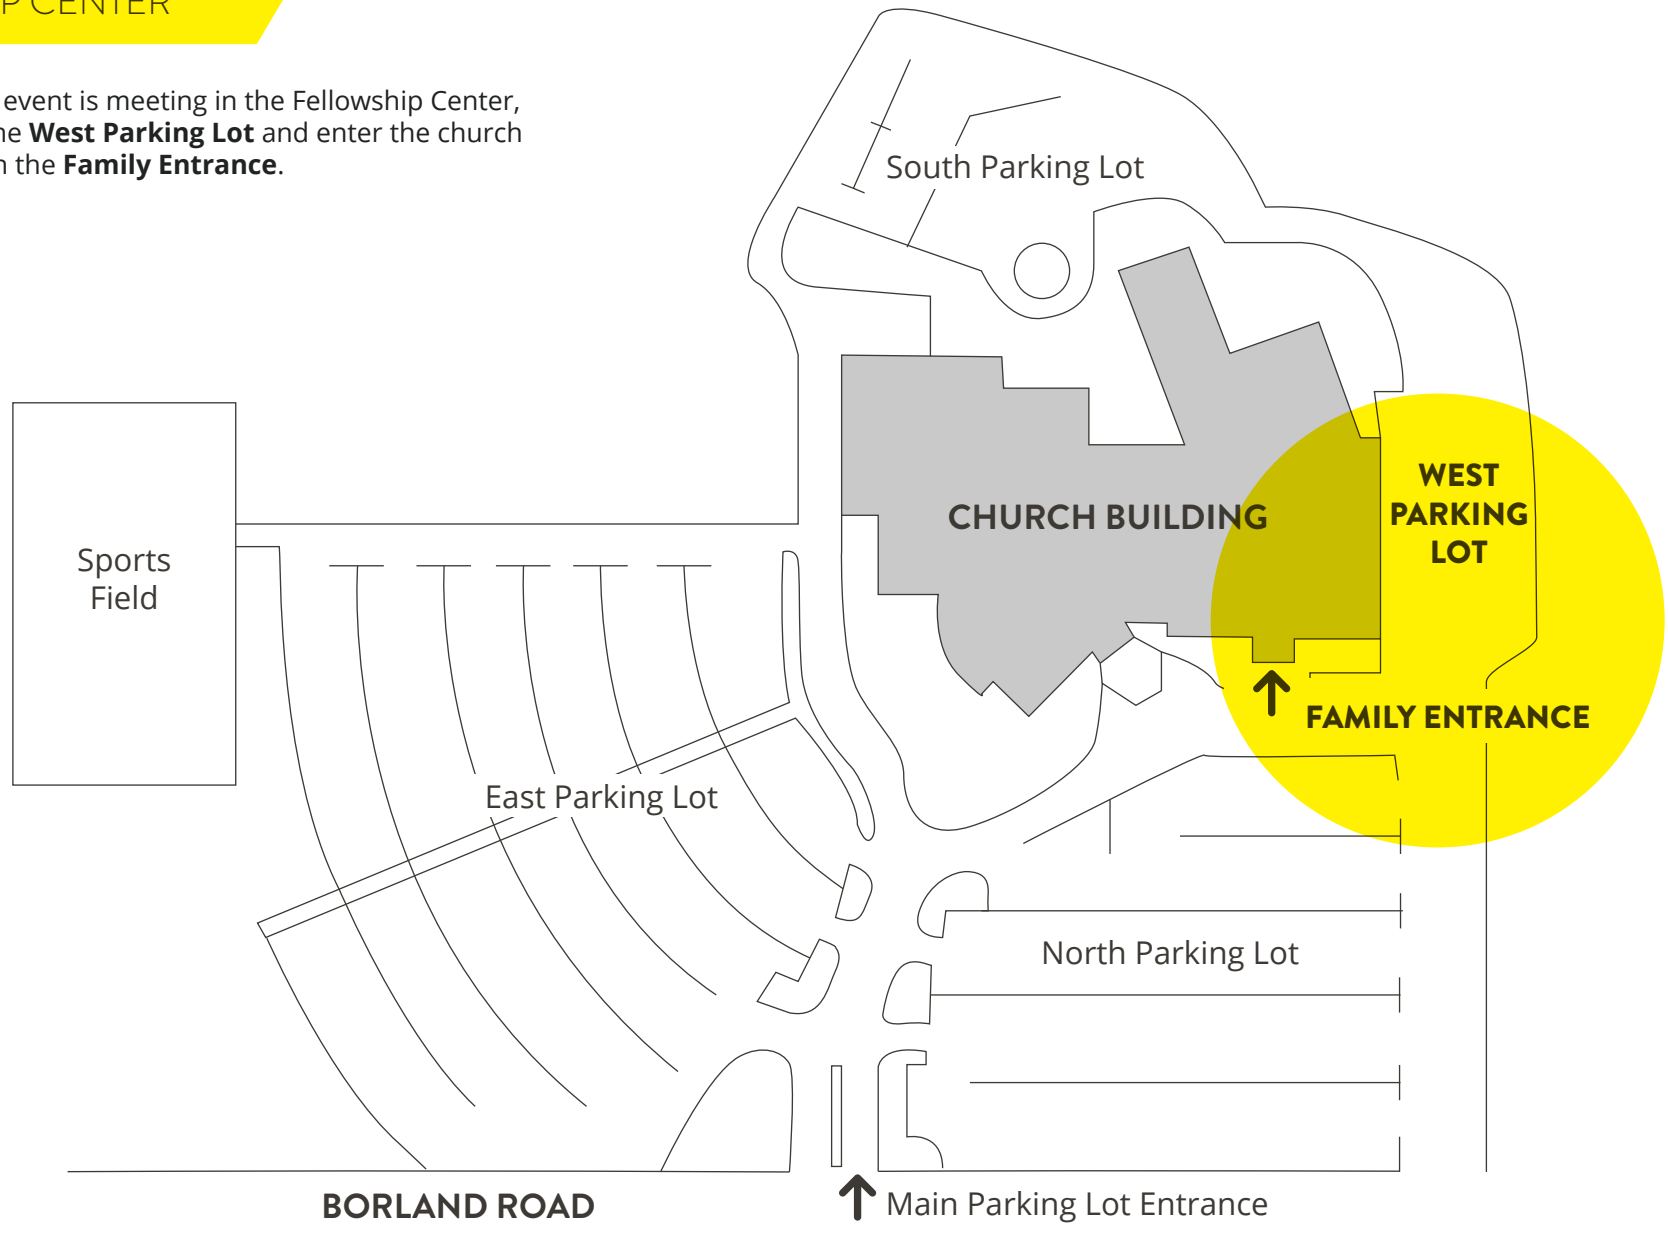 P CENTER
event is meeting in the Fellowship Center,
West Parking Lot and enter the church
the Family Entrance.
South Parking Lot
CHURCH BUILDING
WEST
PARKING
LOT
Sports
Field
FAMILY ENTRANCE
East Parking Lot
North Parking Lot
BORLAND ROAD
Main Parking Lot Entrance